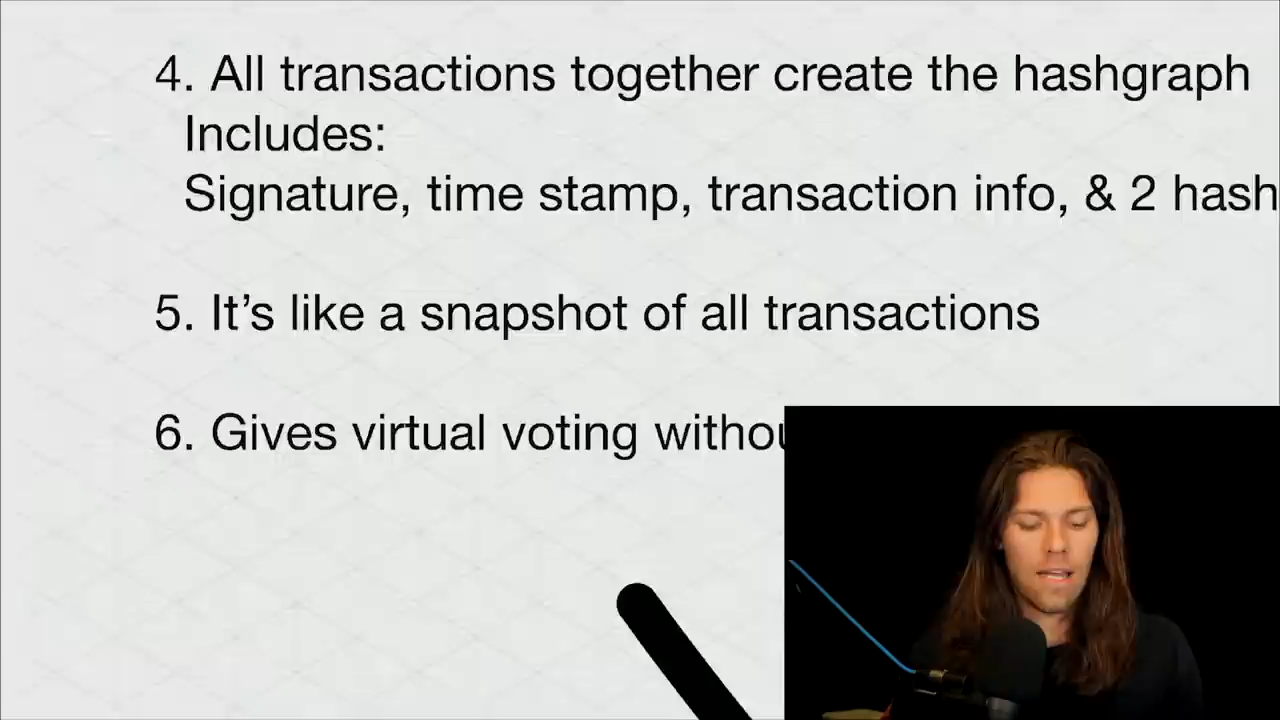 4. All transactions together create the hashgraph
Includes:
Signature, time stamp, transaction info, & 2 hash
5. It’s like a snapshot of all transactions
6. Gives virtual voting